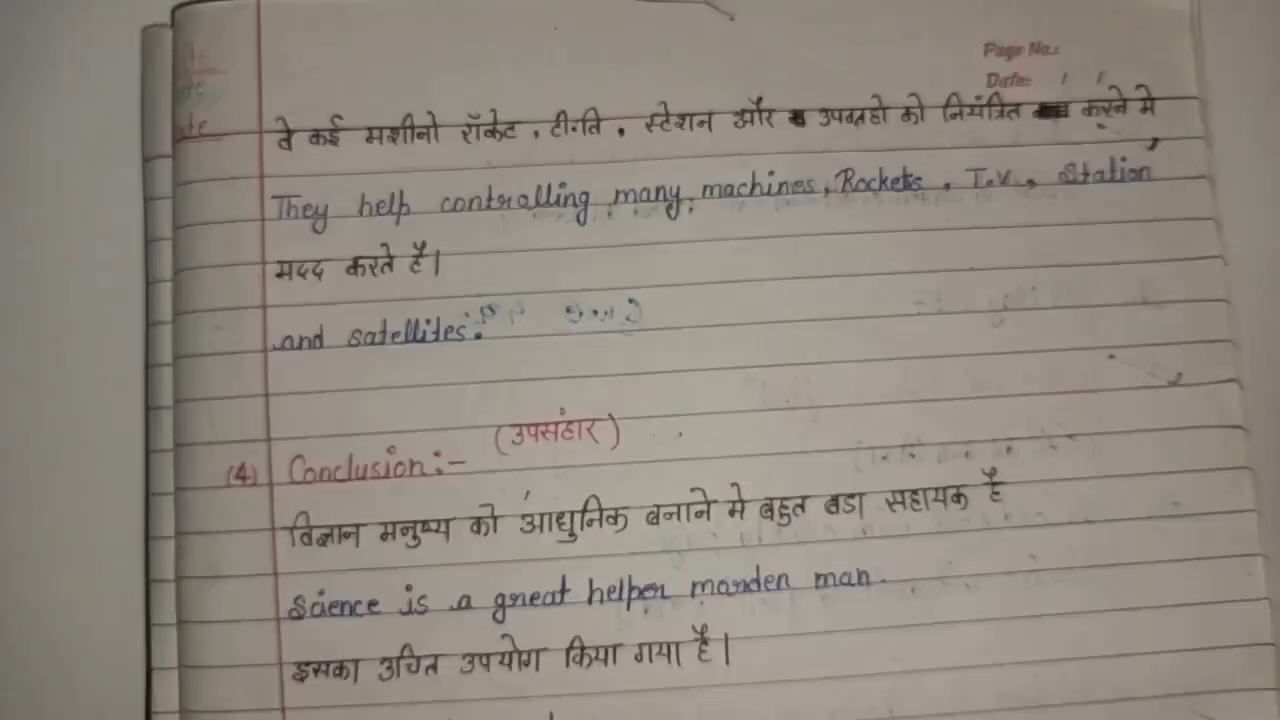 Page No.:
Date: / /
वे कई मशीनो रॉकेट, टी.ति, स्टेशन और उपग्रहो को नियंत्रित करने मे
They help controlling many machines, Rockets, T.V., Station
मदद करते है।
and satellites.
(उपसंहार)
(4) Conclusion:-
विज्ञान मनुष्य को आधुनिक बनाने मे बहुत बडा सहायक है
Science is a great helper manden man.
इसका उचित उपयोग किया गया है।